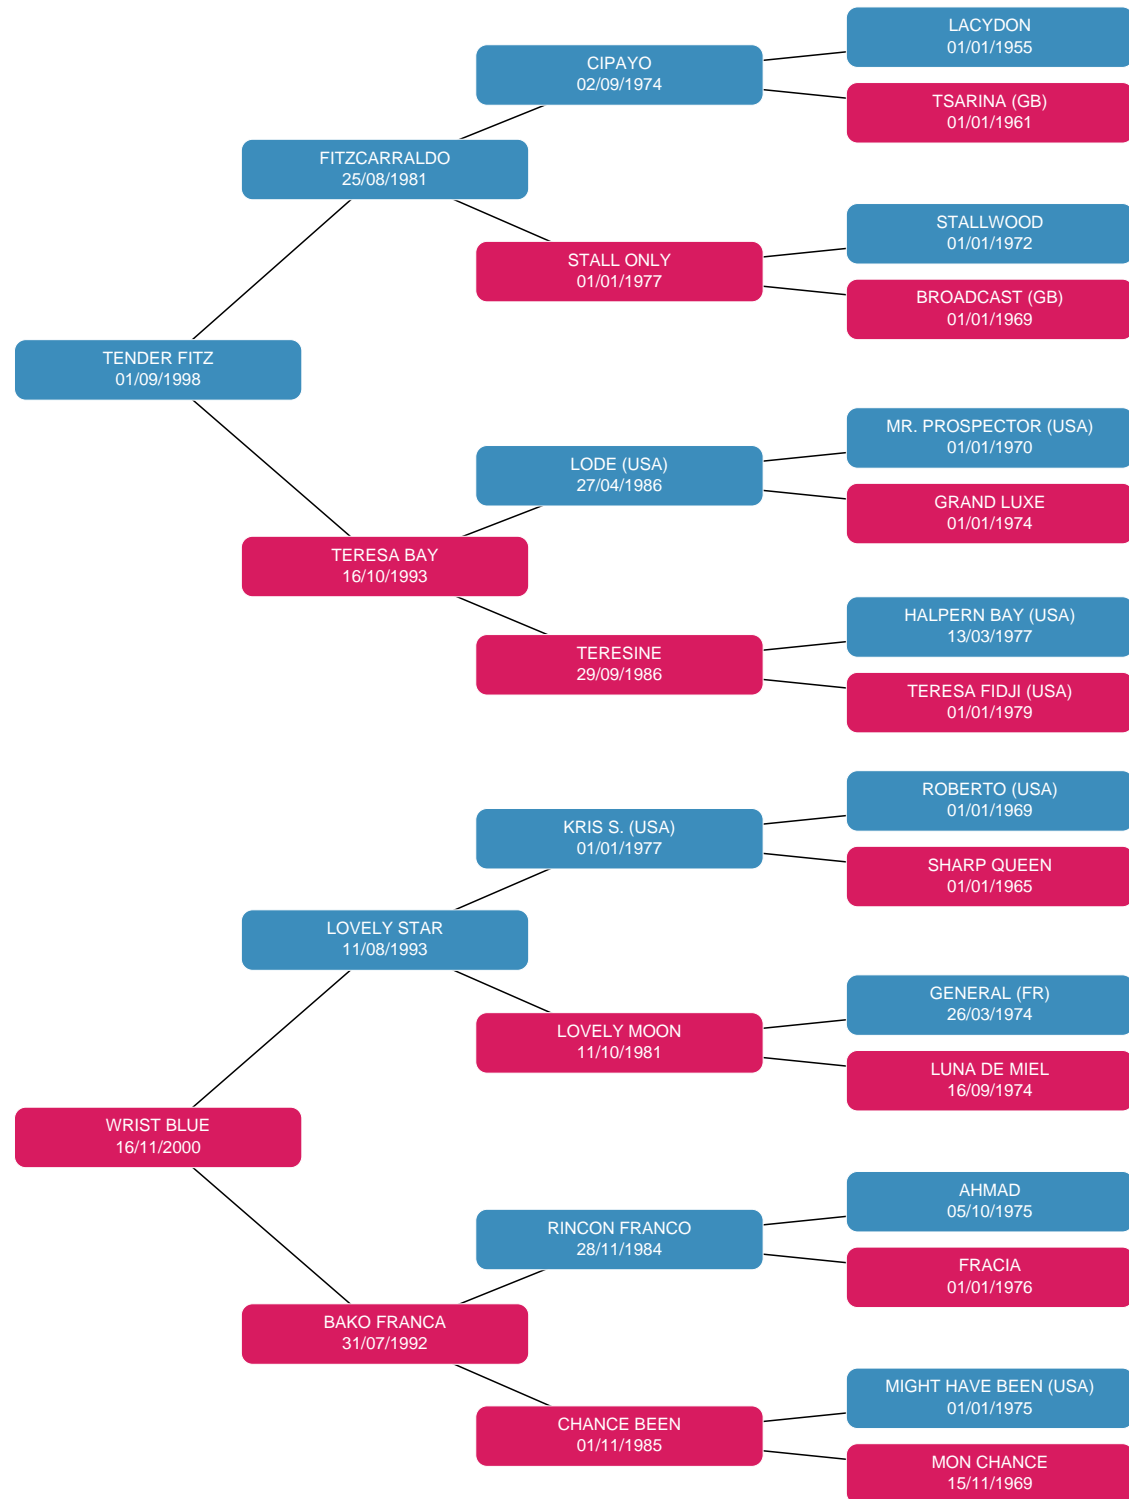 LACYDON
01/01/1955
CIPAYO
02/09/1974
TSARINA (GB)
01/01/1961
FITZCARRALDO
25/08/1981
STALLWOOD
01/01/1972
STALL ONLY
01/01/1977
BROADCAST (GB)
01/01/1969
TENDER FITZ
01/09/1998
MR. PROSPECTOR (USA)
01/01/1970
LODE (USA)
27/04/1986
GRAND LUXE
01/01/1974
TERESA BAY
16/10/1993
HALPERN BAY (USA)
13/03/1977
TERESINE
29/09/1986
TERESA FIDJI (USA)
01/01/1979
ROBERTO (USA)
01/01/1969
KRIS S. (USA)
01/01/1977
SHARP QUEEN
01/01/1965
LOVELY STAR
11/08/1993
GENERAL (FR)
26/03/1974
LOVELY MOON
11/10/1981
LUNA DE MIEL
16/09/1974
WRIST BLUE
16/11/2000
AHMAD
05/10/1975
RINCON FRANCO
28/11/1984
FRACIA
01/01/1976
BAKO FRANCA
31/07/1992
MIGHT HAVE BEEN (USA)
01/01/1975
CHANCE BEEN
01/11/1985
MON CHANCE
15/11/1969